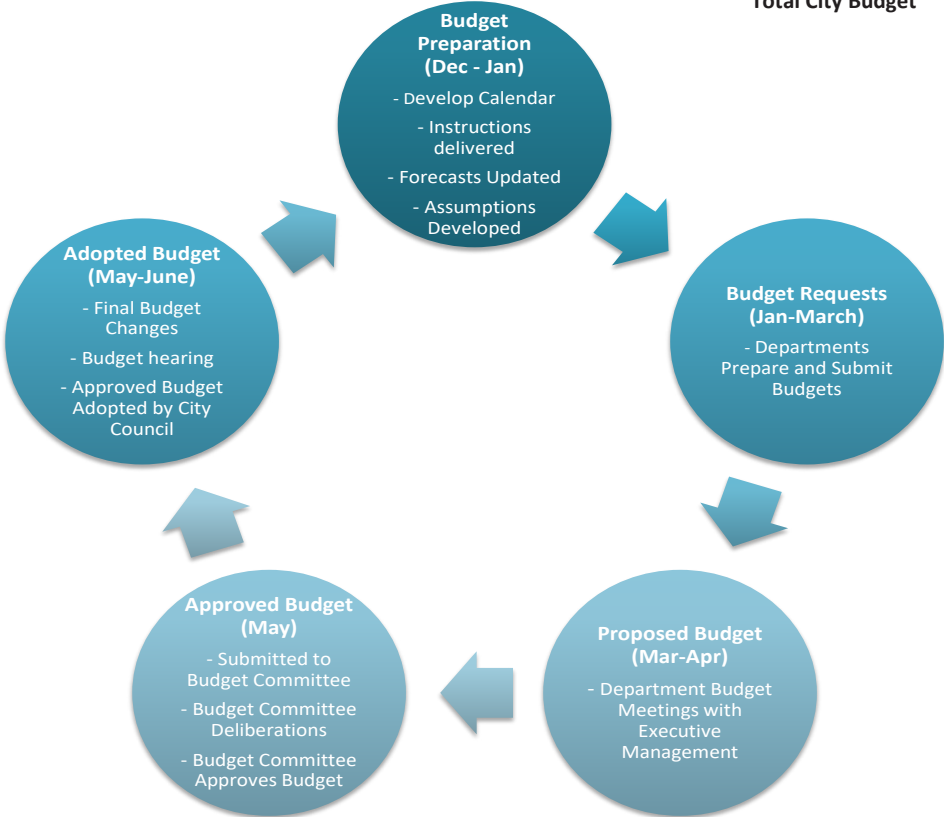 Total City Budget
Budget
Preparation
(Dec - Jan)
- Develop Calendar
- Instructions
delivered
- Forecasts Updated
- Assumptions
Developed
Budget Requests
(Jan-March)
- Departments
Prepare and Submit
Budgets
Proposed Budget
(Mar-Apr)
- Department Budget
Meetings with
Executive
Management
Approved Budget
(May)
- Submitted to
Budget Committee
- Budget Committee
Deliberations
- Budget Committee
Approves Budget
Adopted Budget
(May-June)
- Final Budget
Changes
- Budget hearing
- Approved Budget
Adopted by City
Council